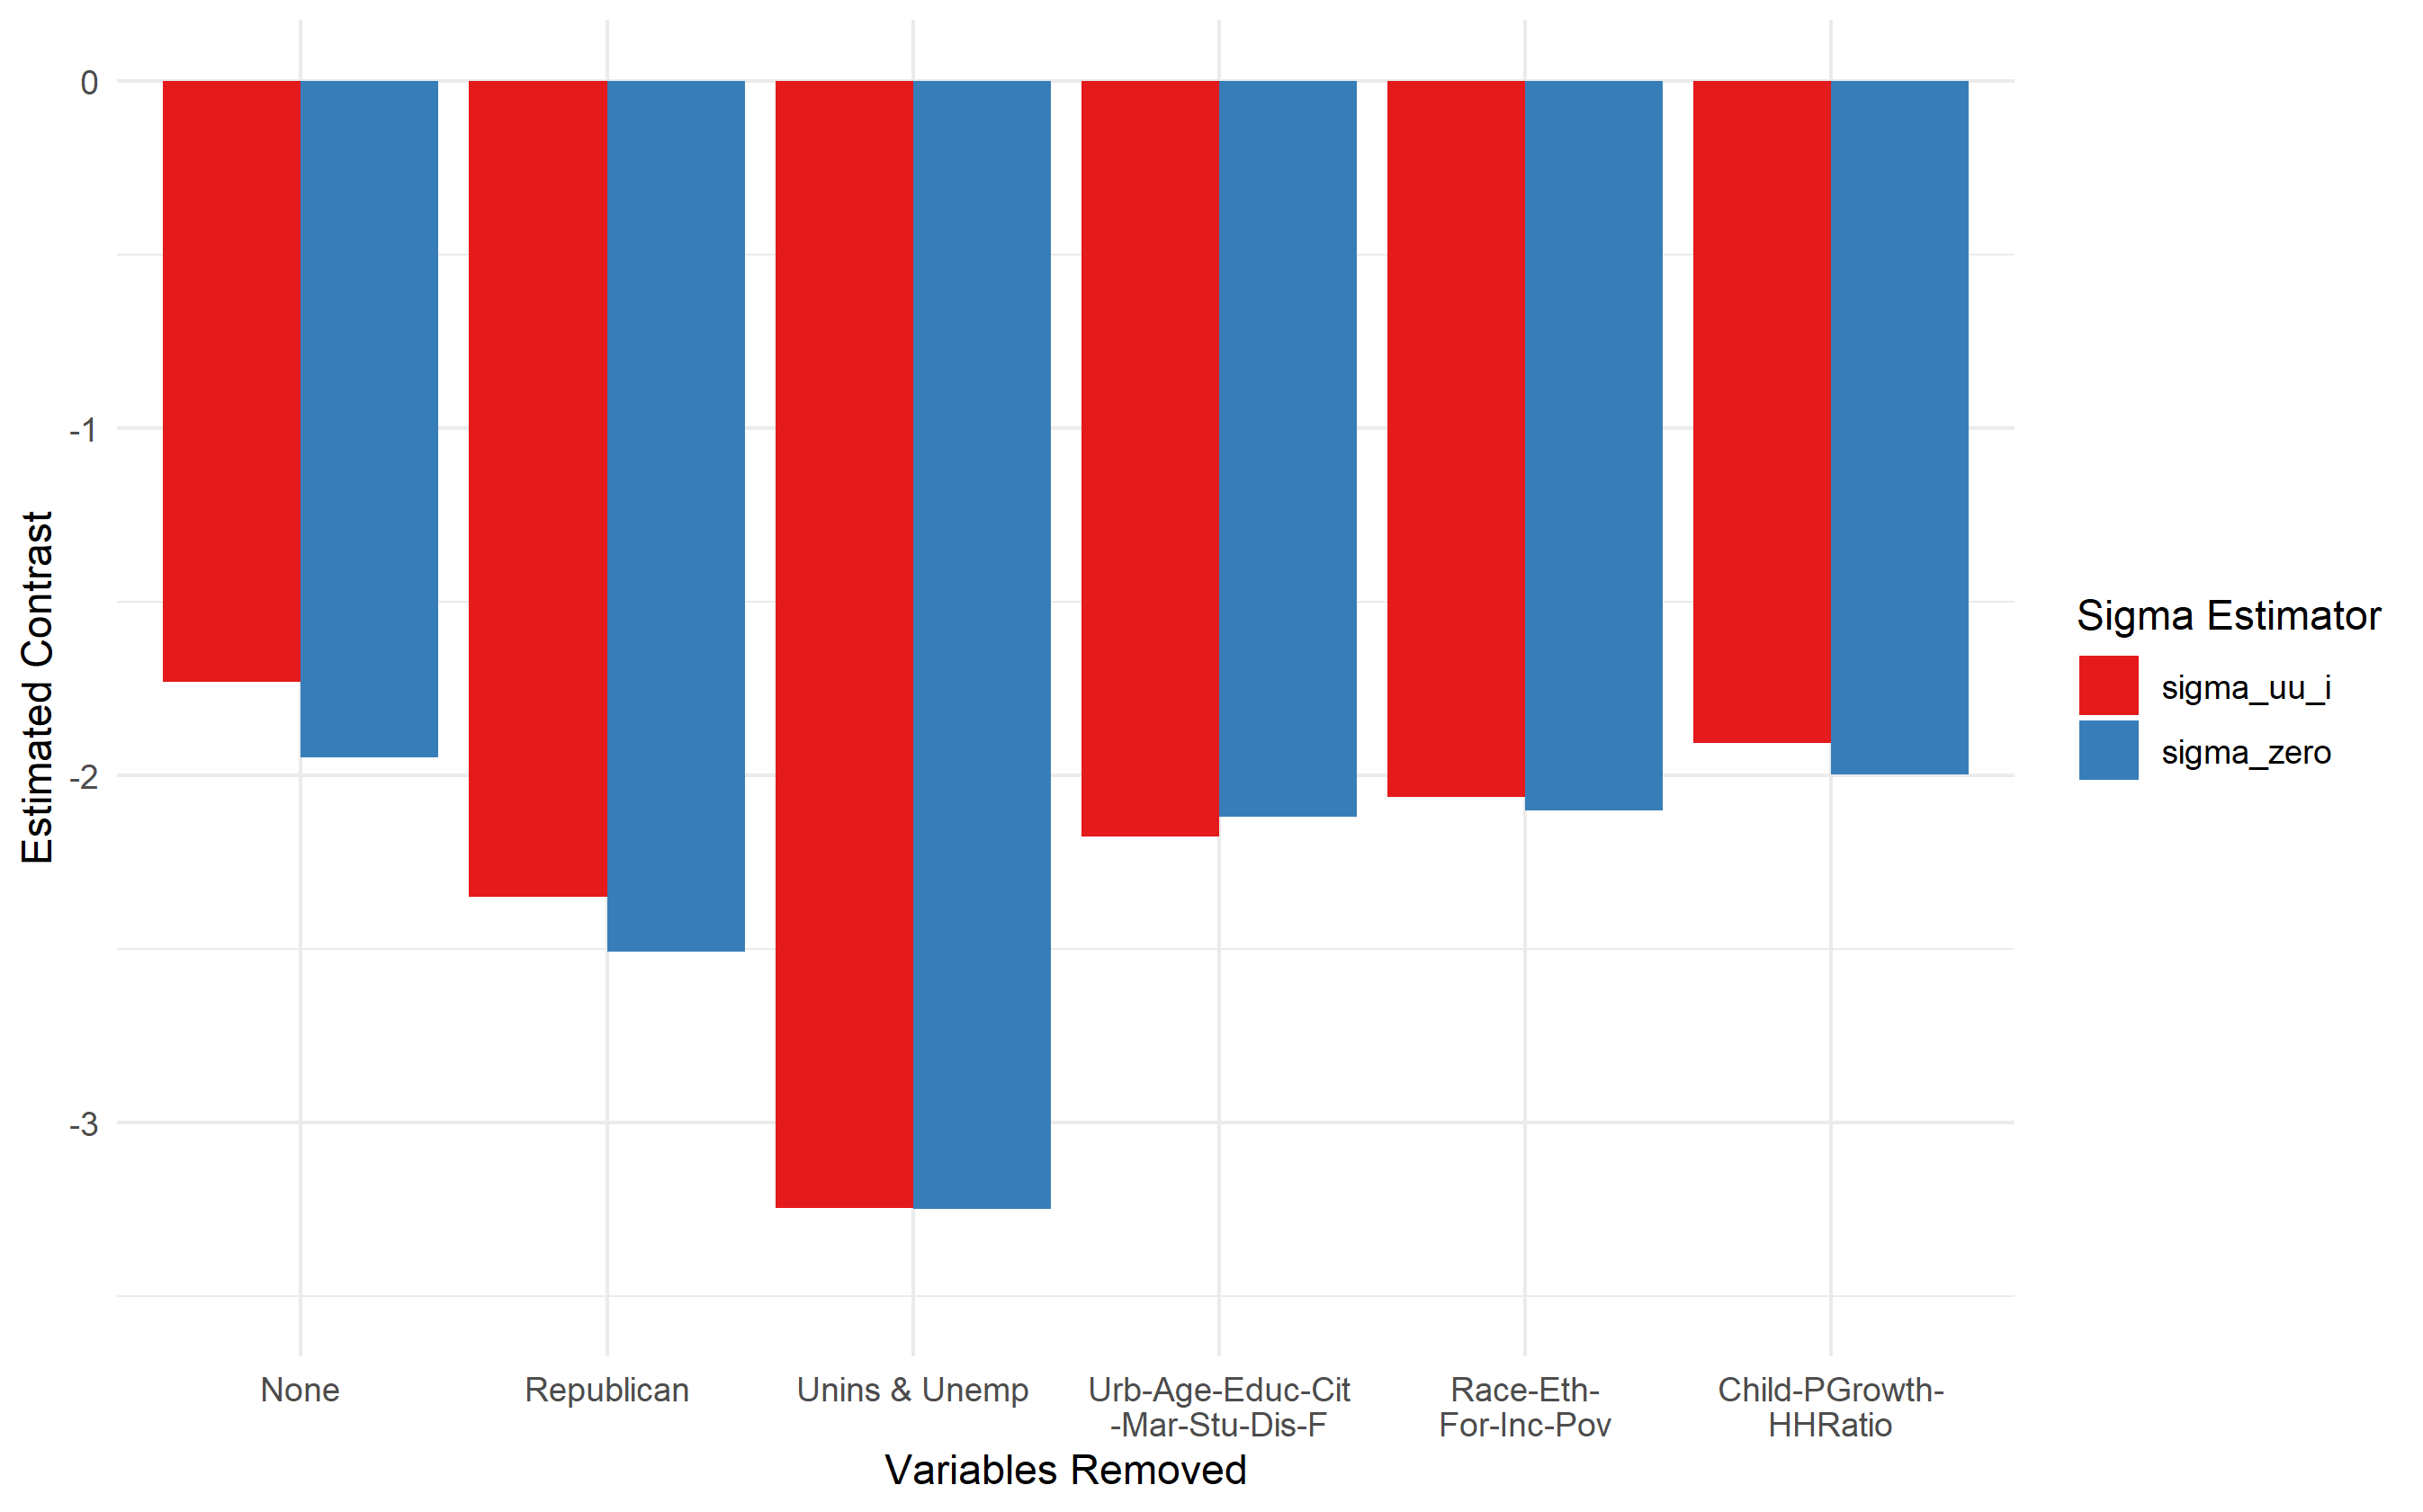 0
-1
-2
-3
Estimated Contrast
None
Republican
Unins & Unemp
Urb-Age-Educ-Cit
-Mar-Stu-Dis-F
Race-Eth-
For-Inc-Pov
Child-PGrowth-
HHRatio
Variables Removed
Sigma Estimator
sigma_uu_i
sigma_zero